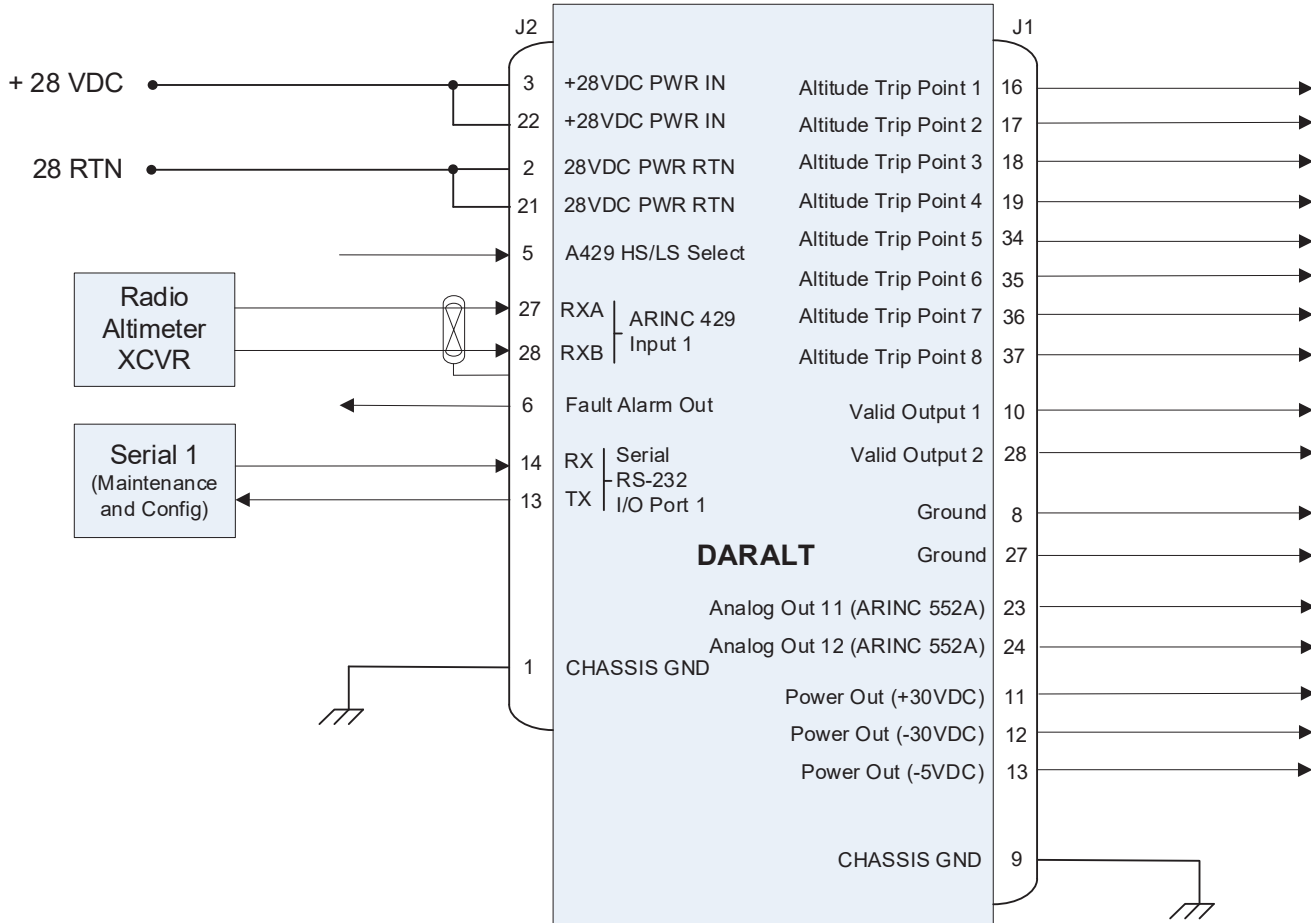 J2
J1
+ 28 VDC
3
+28VDC PWR IN
22
+28VDC PWR IN
28 RTN
2
28VDC PWR RTN
21
28VDC PWR RTN
5
A429 HS/LS Select
Radio
Altimeter
XCVR
27
RXA
28
RXB
ARINC 429
Input 1
6
Fault Alarm Out
Serial 1
(Maintenance
and Config)
14
RX
13
TX
Serial
RS-232
I/O Port 1
1
CHASSIS GND
DARALT
Altitude Trip Point 1
16
Altitude Trip Point 2
17
Altitude Trip Point 3
18
Altitude Trip Point 4
19
Altitude Trip Point 5
34
Altitude Trip Point 6
35
Altitude Trip Point 7
36
Altitude Trip Point 8
37
Valid Output 1
10
Valid Output 2
28
Ground
8
Ground
27
Analog Out 11 (ARINC 552A)
23
Analog Out 12 (ARINC 552A)
24
Power Out (+30VDC)
11
Power Out (-30VDC)
12
Power Out (-5VDC)
13
CHASSIS GND
9